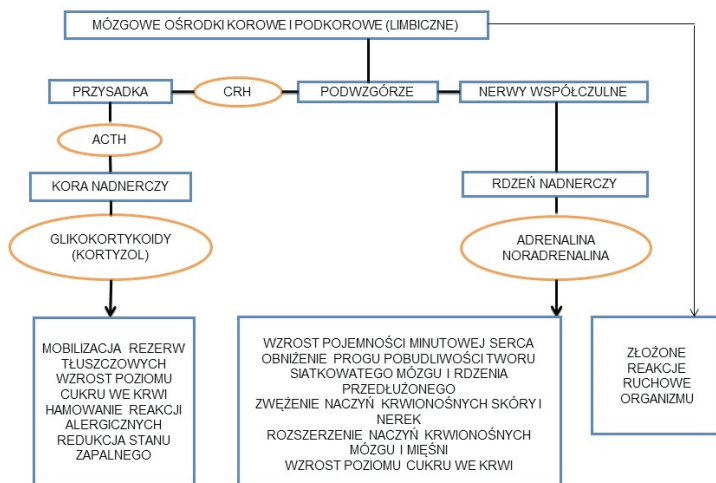 MÓZGOWE OŚRODKI KOROWE I PODKOROWE (LIMBICZNE)
PRZYSADKA
CRH
PODWZGÓRZE
NERWY WSPÓŁCZULNE
ACTH
KORA NADNERCZY
RDZEŃ NADNERCZY
GLIKOKORTYKOIDY
(KORTYZOL)
ADRENALINA
NORADRENALINA
MOBILIZACJA REZERW
TŁUSZCZOWYCH
WZROST POZIOMU
CUKRU WE KRWI
HAMOWANIE REAKCJI
ALERGICZNYCH
REDUKCJA STANU
ZAPALNEGO
WZROST POJEMNOŚCI MINUTOWEJ SERCA
OBNIŻENIE PROGU POBUDLIWOŚCI TWORU
SIATKOWATEGO MÓZGU I RDZENIA
PRZEDŁUŻONEGO
ZWĘŻENIE NACZYŃ KRWIONOŚNYCH SKÓRY I
NEREK
ROZSZERZENIE NACZYŃ KRWIONOŚNYCH
MÓZGU I MIĘŚNI
WZROST POZIOMU CUKRU WE KRWI
ZŁOŻONE
REAKCJE
RUCHOWE
ORGANIZMU